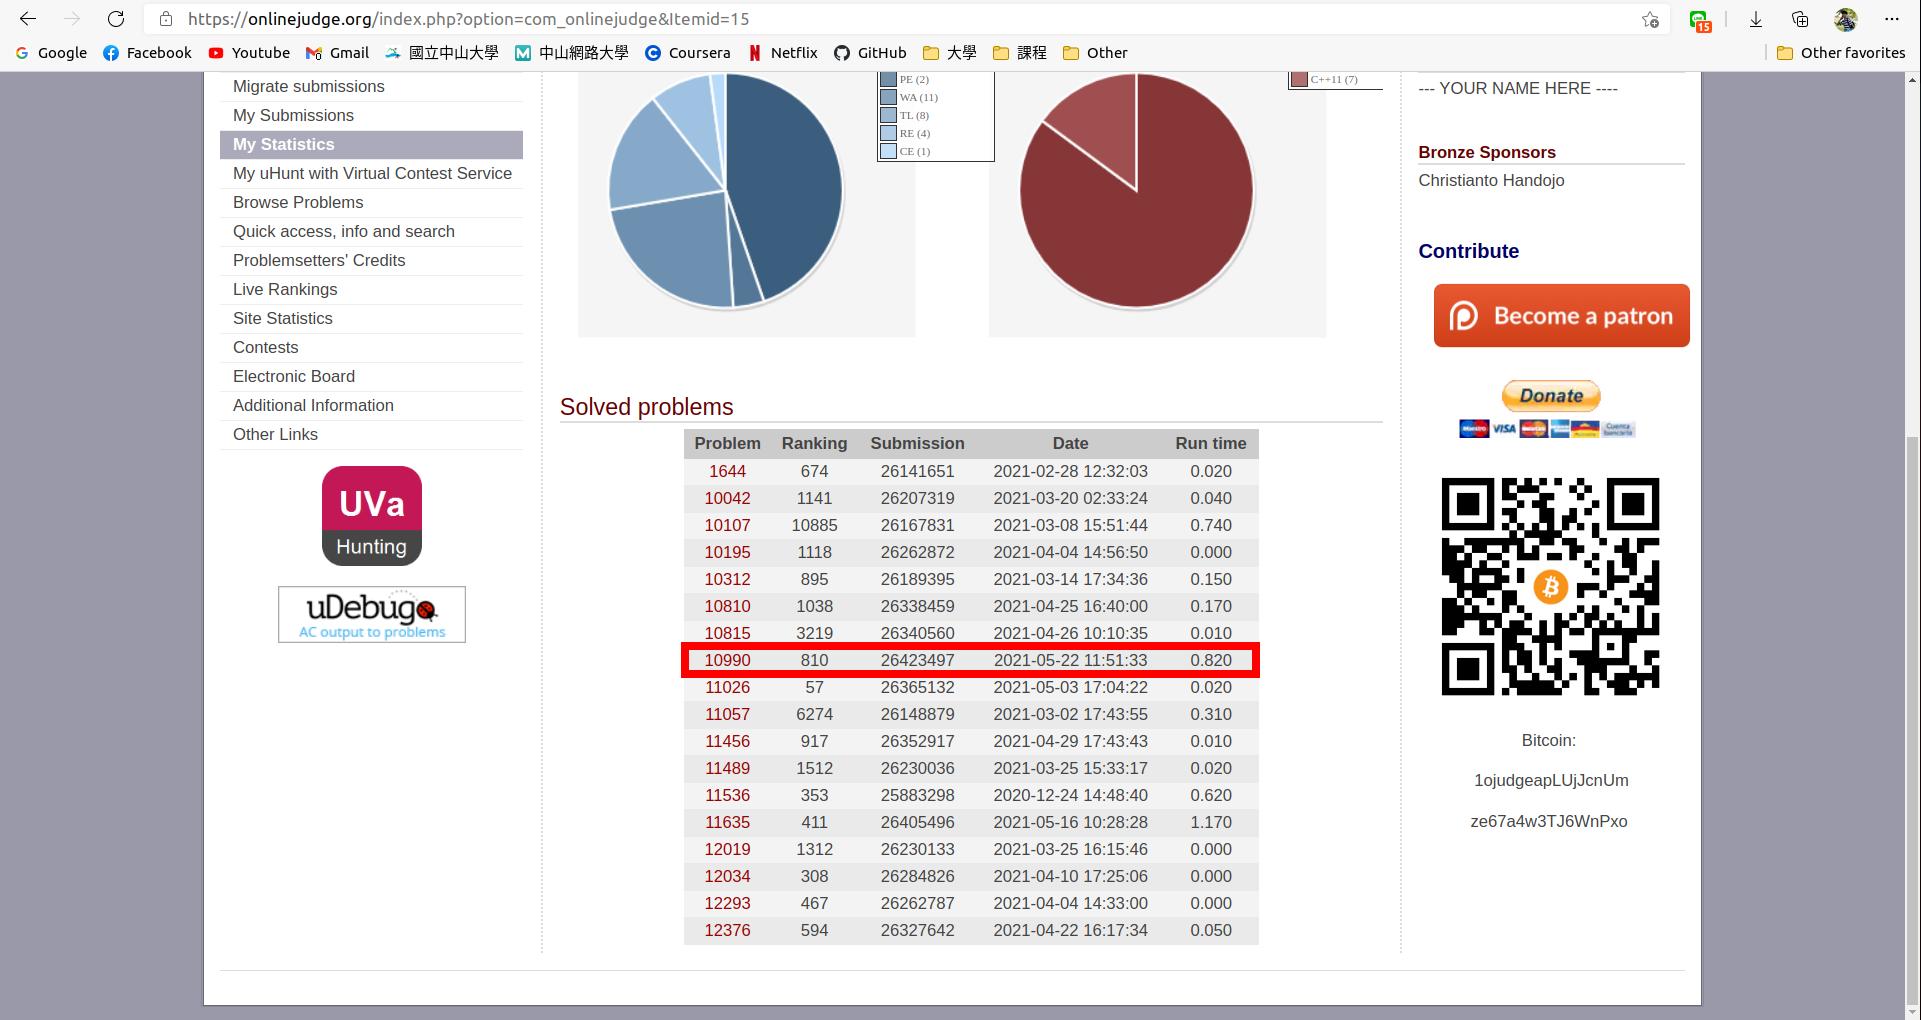 https://onlinejudge.org/index.php?option=com_onlinejudge&Itemid=15
15
Google Facebook Youtube Gmail 國立中山大學 中山網路大學 Coursera Netflix GitHub 大學 課程 Other Other favorites
Migrate submissions
My Submissions
My Statistics
My uHunt with Virtual Contest Service
Browse Problems
Quick access, info and search
Problemsetters' Credits
Live Rankings
Site Statistics
Contests
Electronic Board
Additional Information
Other Links
UVa
Hunting
uDebug
AC output to problems
PE (2)
WA (11)
TL (8)
RE (4)
CE (1)
C++11 (7)
Solved problems
Problem Ranking Submission Date Run time
1644 674 26141651 2021-02-28 12:32:03 0.020
10042 1141 26207319 2021-03-20 02:33:24 0.040
10107 10885 26167831 2021-03-08 15:51:44 0.740
10195 1118 26262872 2021-04-04 14:56:50 0.000
10312 895 26189395 2021-03-14 17:34:36 0.150
10810 1038 26338459 2021-04-25 16:40:00 0.170
10815 3219 26340560 2021-04-26 10:10:35 0.010
10990 810 26423497 2021-05-22 11:51:33 0.820
11026 57 26365132 2021-05-03 17:04:22 0.020
11057 6274 26148879 2021-03-02 17:43:55 0.310
11456 917 26352917 2021-04-29 17:43:43 0.010
11489 1512 26230036 2021-03-25 15:33:17 0.020
11536 353 25883298 2020-12-24 14:48:40 0.620
11635 411 26405496 2021-05-16 10:28:28 1.170
12019 1312 26230133 2021-03-25 16:15:46 0.000
12034 308 26284826 2021-04-10 17:25:06 0.000
12293 467 26262787 2021-04-04 14:33:00 0.000
12376 594 26327642 2021-04-22 16:17:34 0.050
--- YOUR NAME HERE ----
Bronze Sponsors
Christianto Handojo
Contribute
Become a patron
Donate
VISA
Cuenta
bancaria
Bitcoin:
1ojudgeapLUjJcnUm
ze67a4w3TJ6WnPxo